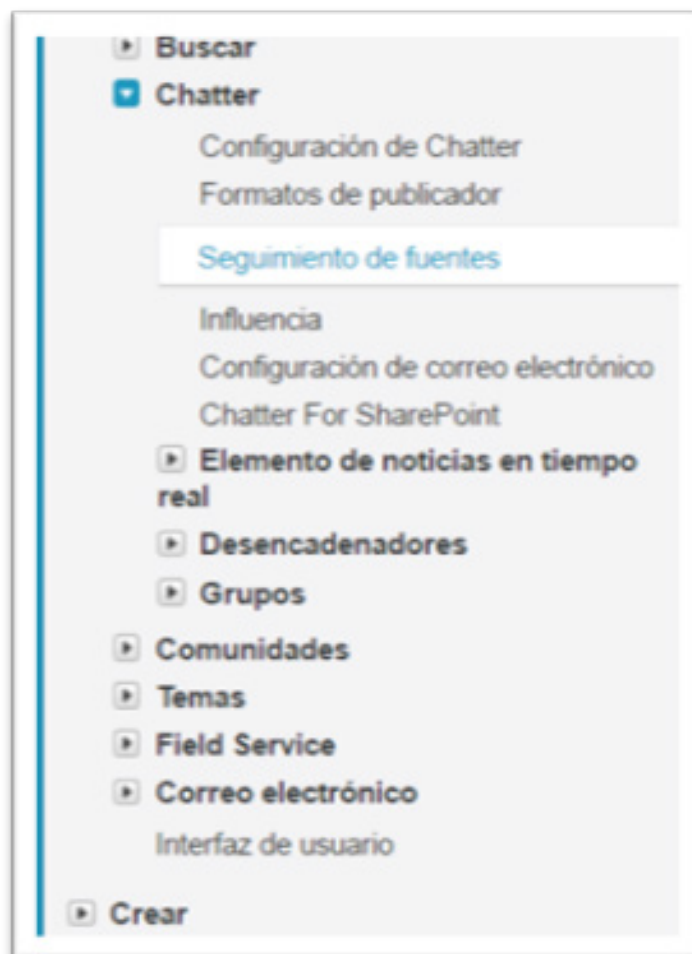 Buscar
Chatter
Configuración de Chatter
Formatos de publicador
Seguimiento de fuentes
Influencia
Configuración de correo electrónico
Chatter For SharePoint
Elemento de noticias en tiempo
real
Desencadenadores
Grupos
Comunidades
Temas
Field Service
Correo electrónico
Interfaz de usuario
Crear